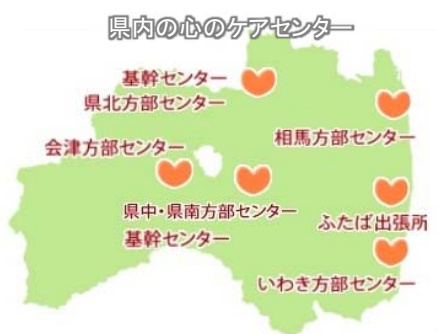 県内の心のケアセンター
基幹センター
県北方部センター
相馬方部センター
会津方部センター
県中・県南方部センター
基幹センター
ふたば出張所
いわき方部センター